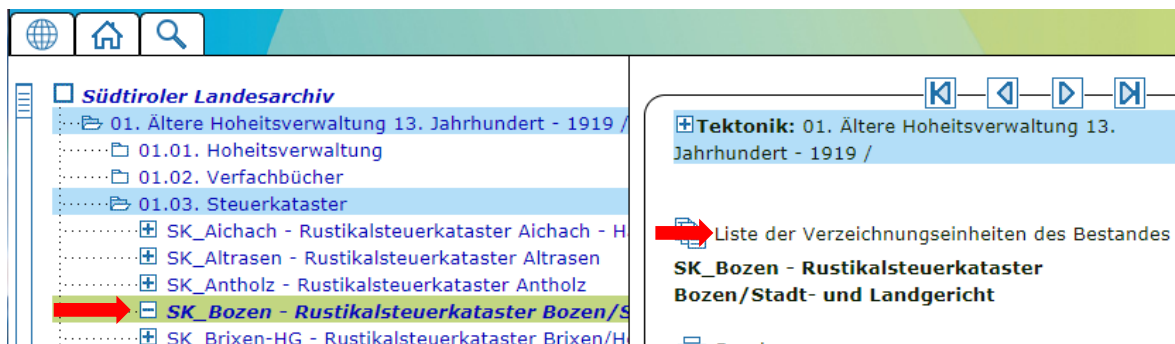 Südtiroler Landesarchiv
01. Ältere Hoheitsverwaltung 13. Jahrhundert - 1919 /
01.01. Hoheitsverwaltung
01.02. Verfachbücher
01.03. Steuerkataster
SK_Aichach - Rustikalsteuerkataster Aichach - H
SK_Altrasen - Rustikalsteuerkataster Altrasen
SK_Antholz - Rustikalsteuerkataster Antholz
SK_Bozen - Rustikalsteuerkataster Bozen/S
SK_Brixen-HG - Rustikalsteuerkataster Brixen/H
Tektonik: 01. Ältere Hoheitsverwaltung 13.
Jahrhundert - 1919 /
Liste der Verzeichnungseinheiten des Bestandes
SK_Bozen - Rustikalsteuerkataster
Bozen/Stadt- und Landgericht